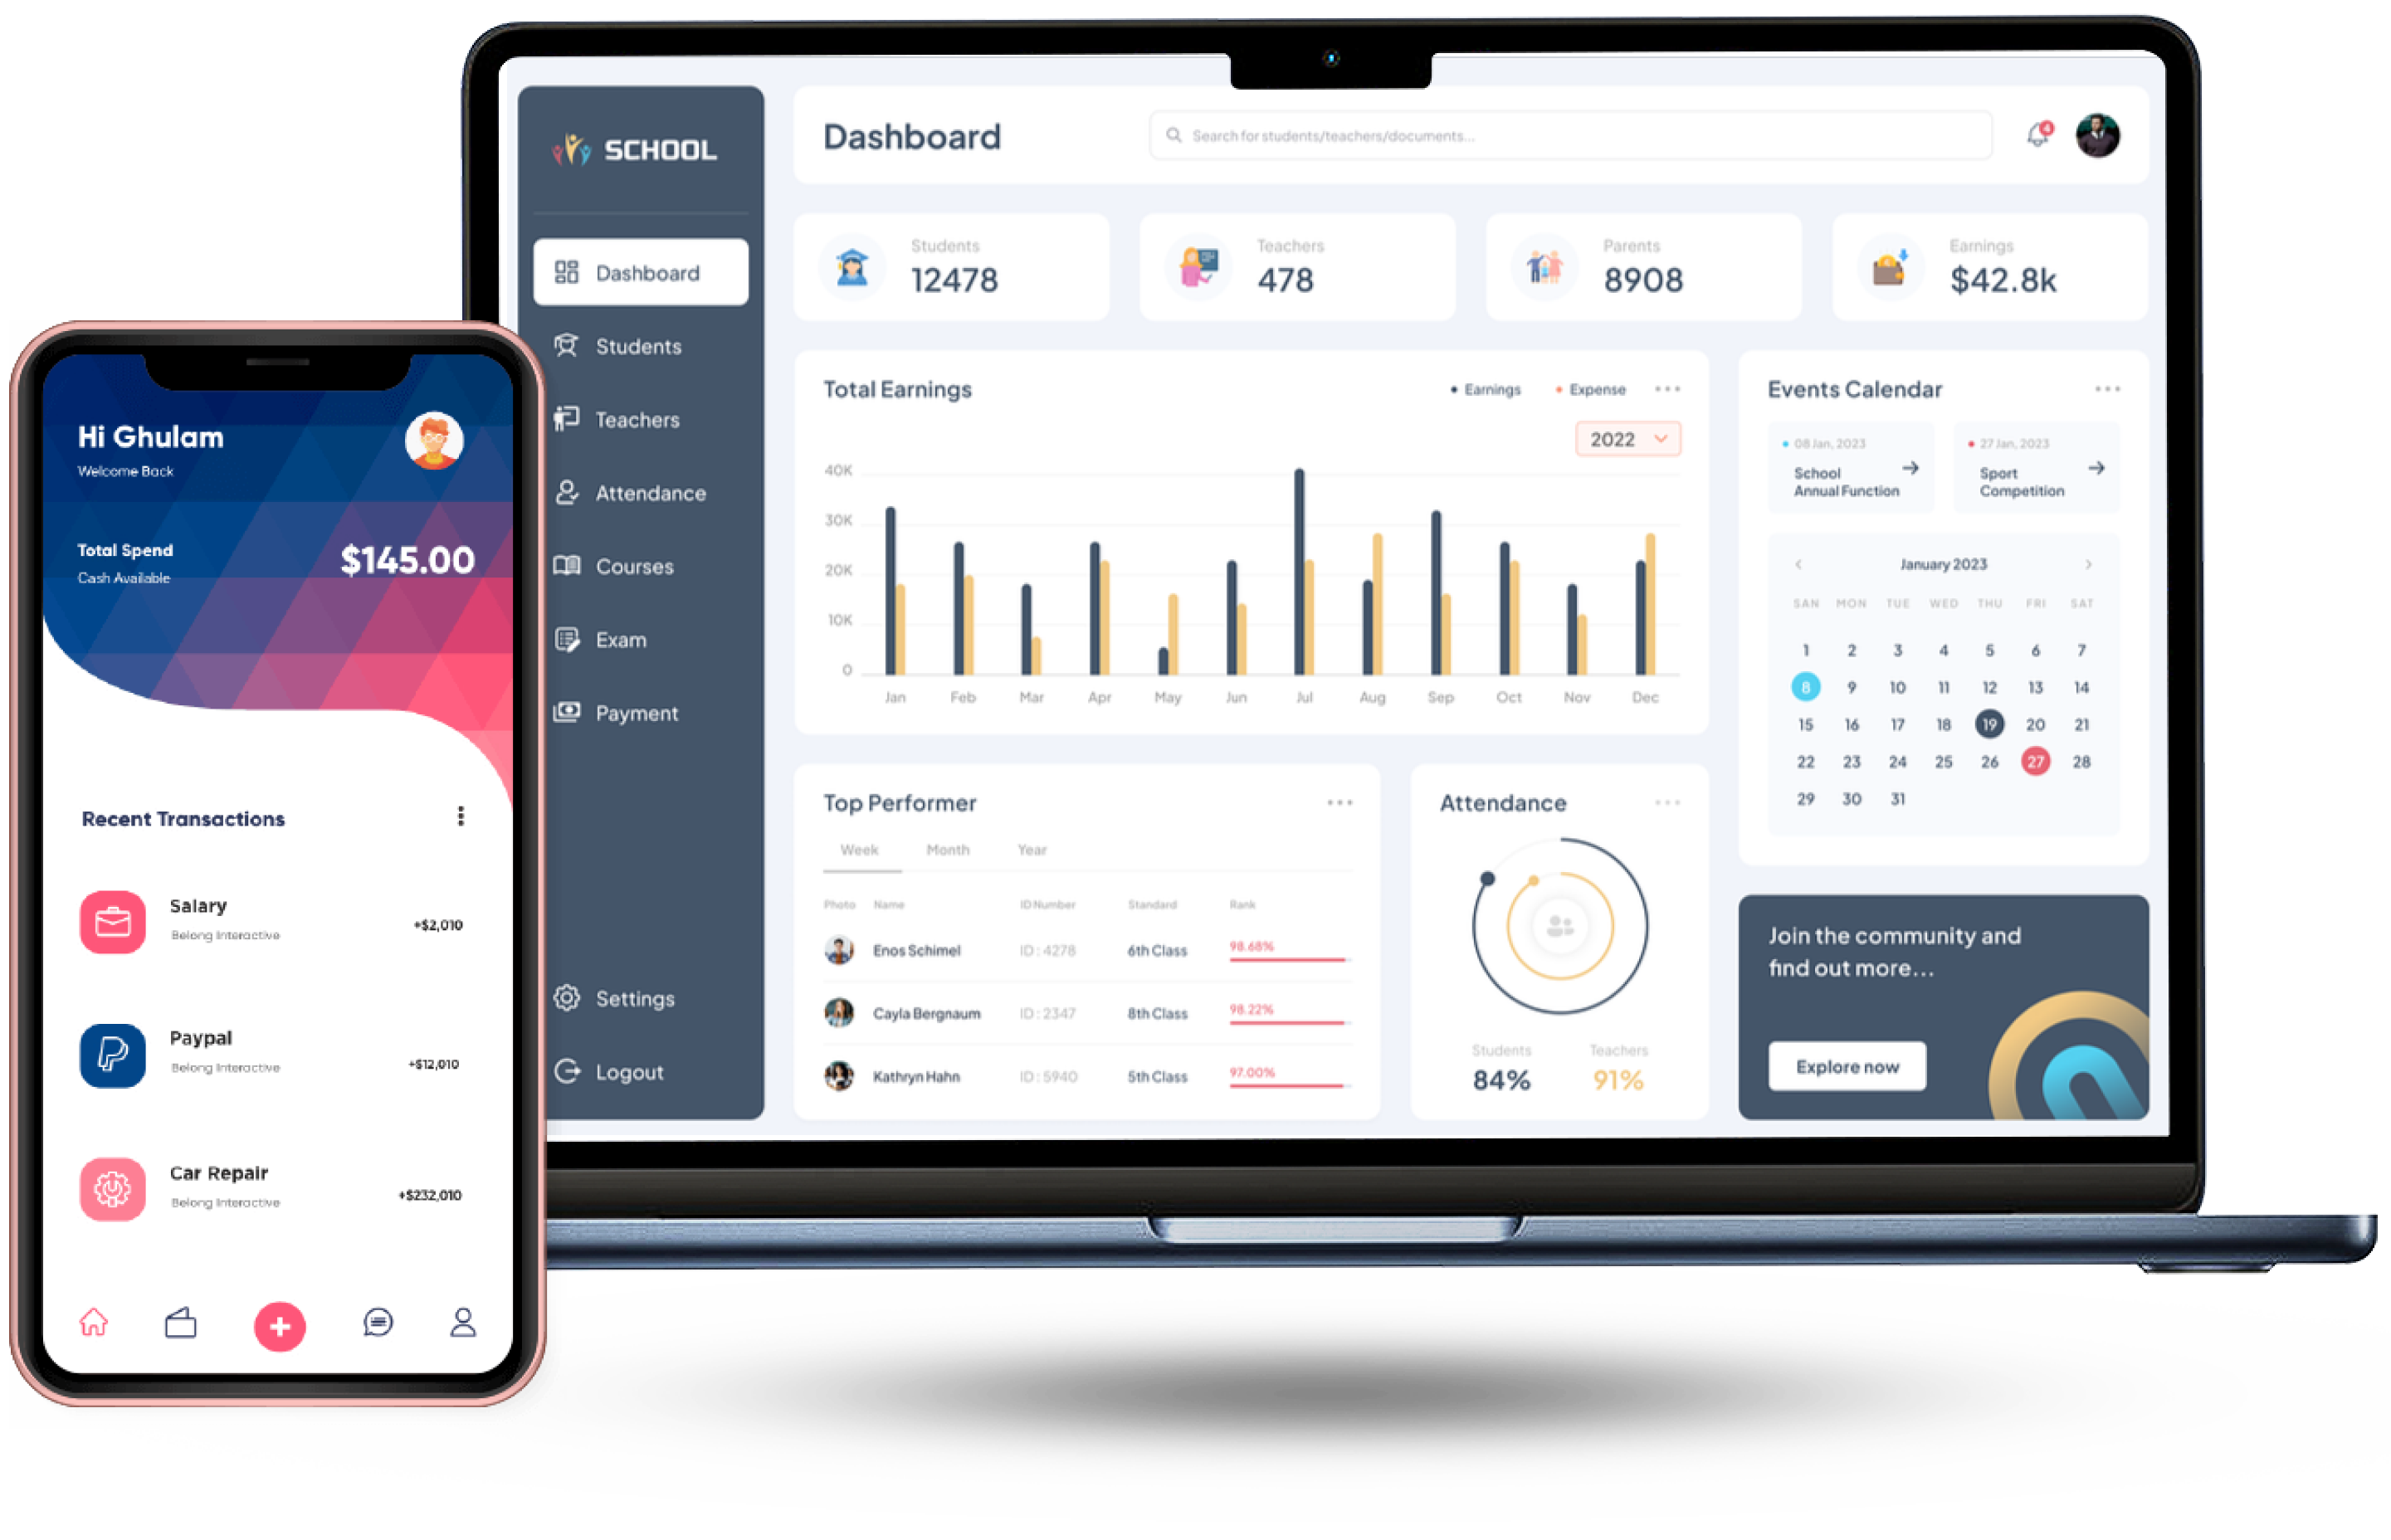 Hi Ghulam
Welcome Back
Total Spend
$145.00
Cash Available
Recent Transactions
Salary
Belong Interactive
+$2,010
Paypal
Belong Interactive
+$12,010
Car Repair
Belong Interactive
+$232,010
SCHOOL
Dashboard
Students
Teachers
Attendance
Courses
Exam
Payment
Settings
Logout
Dashboard
Search for students/teachers/documents...
4
Students
12478
Teachers
478
Parents
8908
Earnings
$42.8k
Total Earnings
Earnings
Expense
2022
40K
30K
20K
10K
0
Jan Feb Mar Apr May Jun Jul Aug Sep Oct Nov Dec
Events Calendar
08 Jan, 2023
School
Annual Function
27 Jan, 2023
Sport
Competition
January 2023
SAN MON TUE WED THU FRI SAT
1 2 3 4 5 6 7
8 9 10 11 12 13 14
15 16 17 18 19 20 21
22 23 24 25 26 27 28
29 30 31
Top Performer
Week Month Year
Photo Name ID Number Standard Rank
Enos Schimel ID : 4278 6th Class 98.68%
Cayla Bergnaum ID : 2347 8th Class 98.22%
Kathryn Hahn ID : 5940 5th Class 97.00%
Attendance
Students
84%
Teachers
91%
Join the community and
find out more...
Explore now